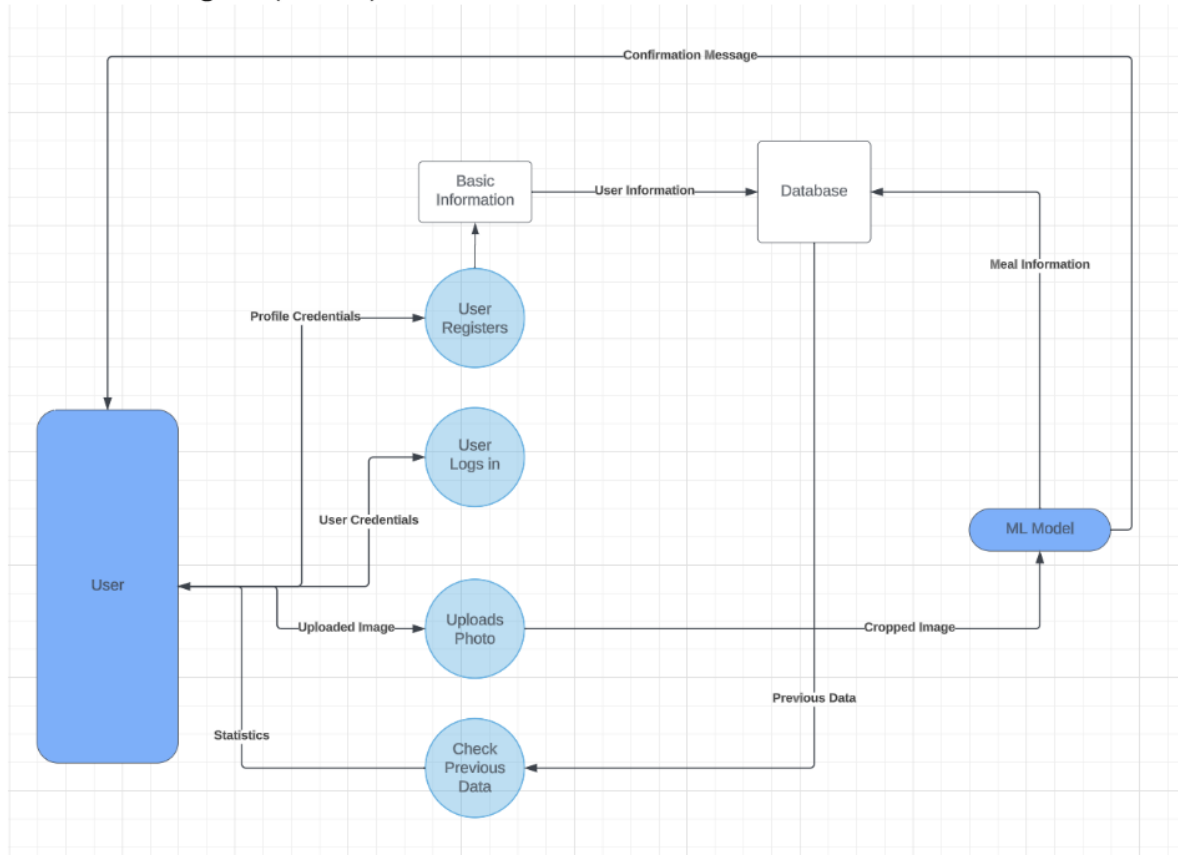 Confirmation Message
Basic
Information
User Information
Database
Meal Information
Profile Credentials
User
Registers
User
Logs in
User Credentials
ML Model
User
Uploaded Image
Uploads
Photo
Cropped Image
Previous Data
Statistics
Check
Previous
Data